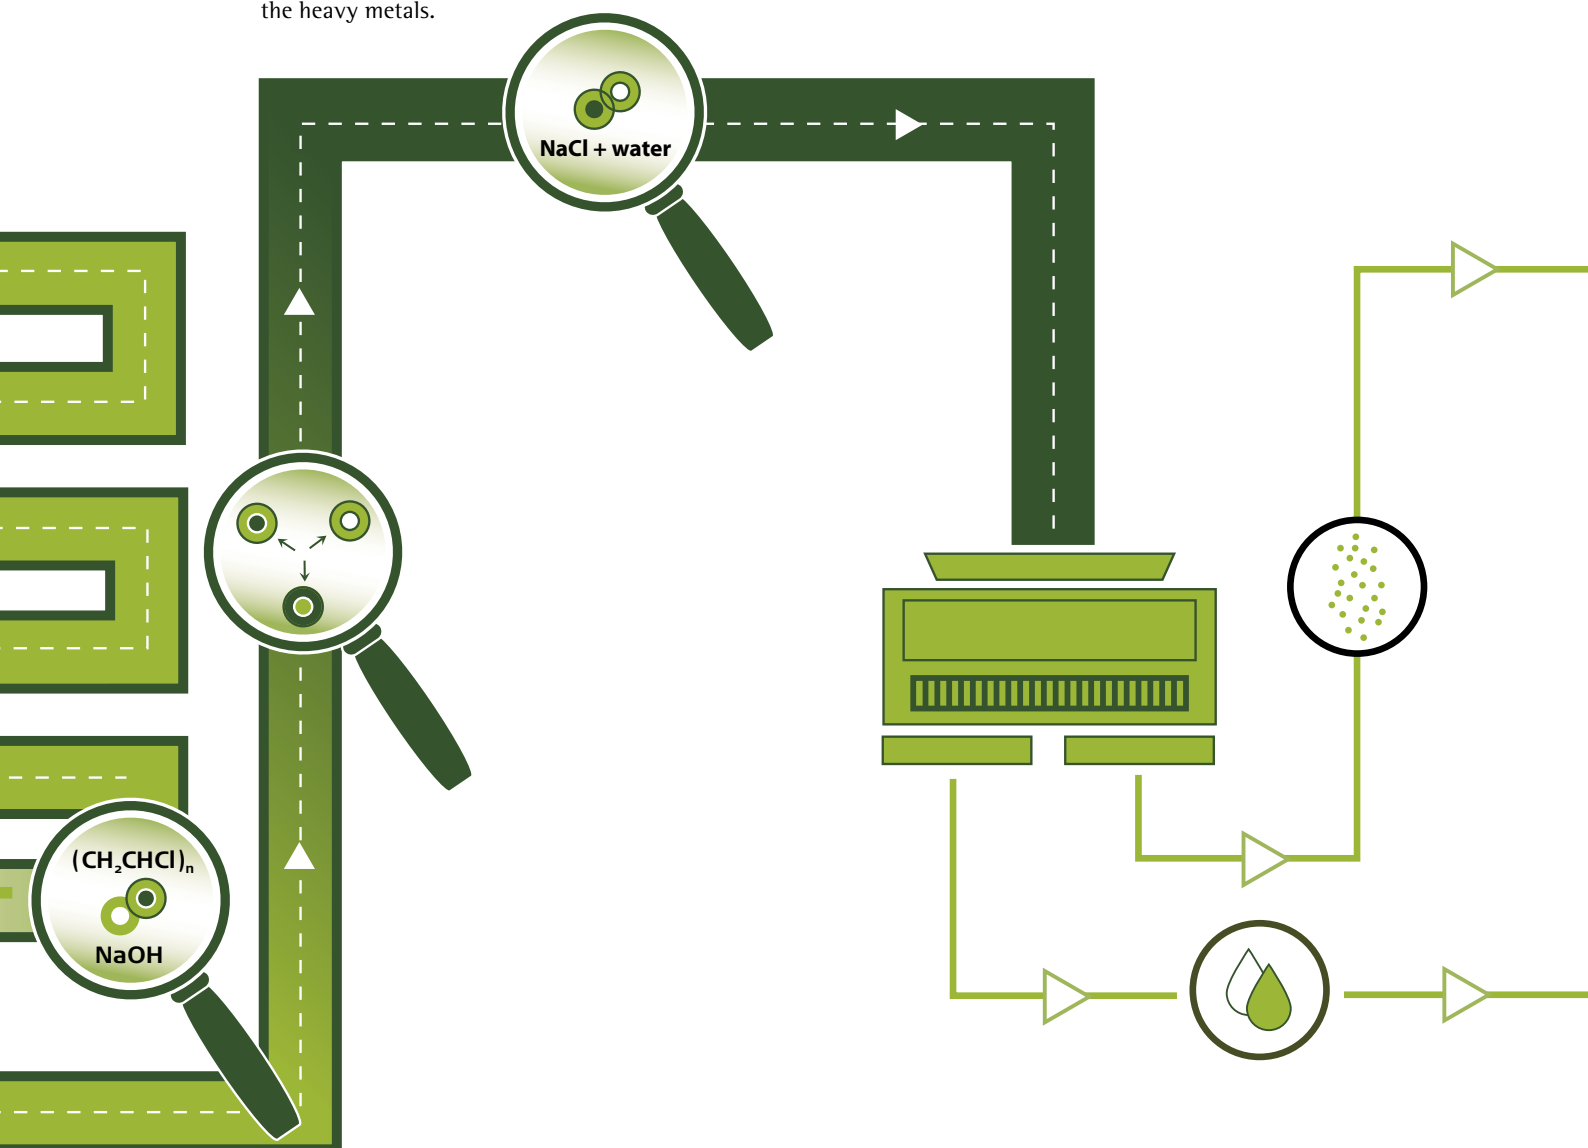 the heavy metals.
NaCl + water
(CH₂CHCl)ₙ
NaOH